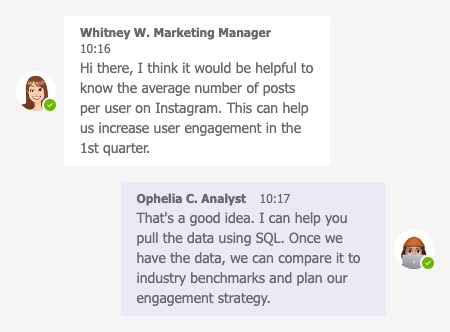 Whitney W. Marketing Manager
10:16
Hi there, I think it would be helpful to
know the average number of posts
per user on Instagram. This can help
us increase user engagement in the
1st quarter.
Ophelia C. Analyst 10:17
That's a good idea. I can help you
pull the data using SQL. Once we
have the data, we can compare it to
industry benchmarks and plan our
engagement strategy.